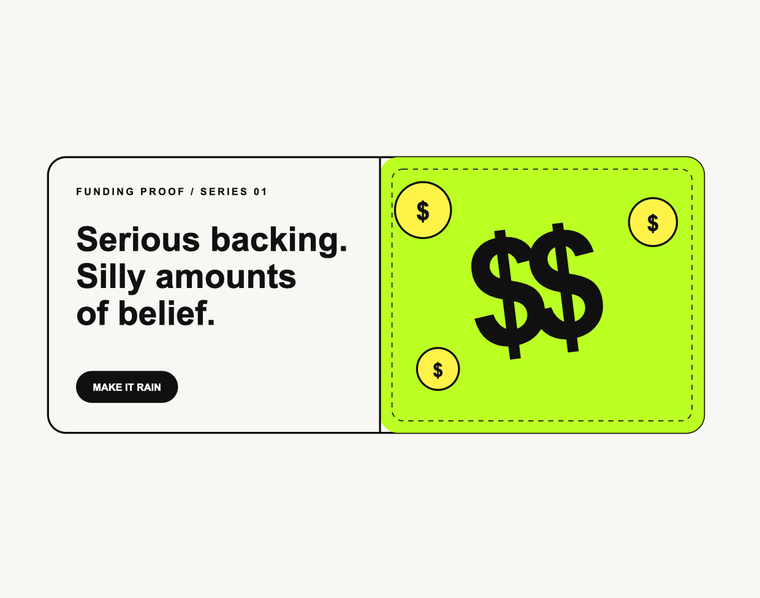 FUNDING PROOF / SERIES 01
Serious backing.
Silly amounts
of belief.
MAKE IT RAIN
$
$
$$
$